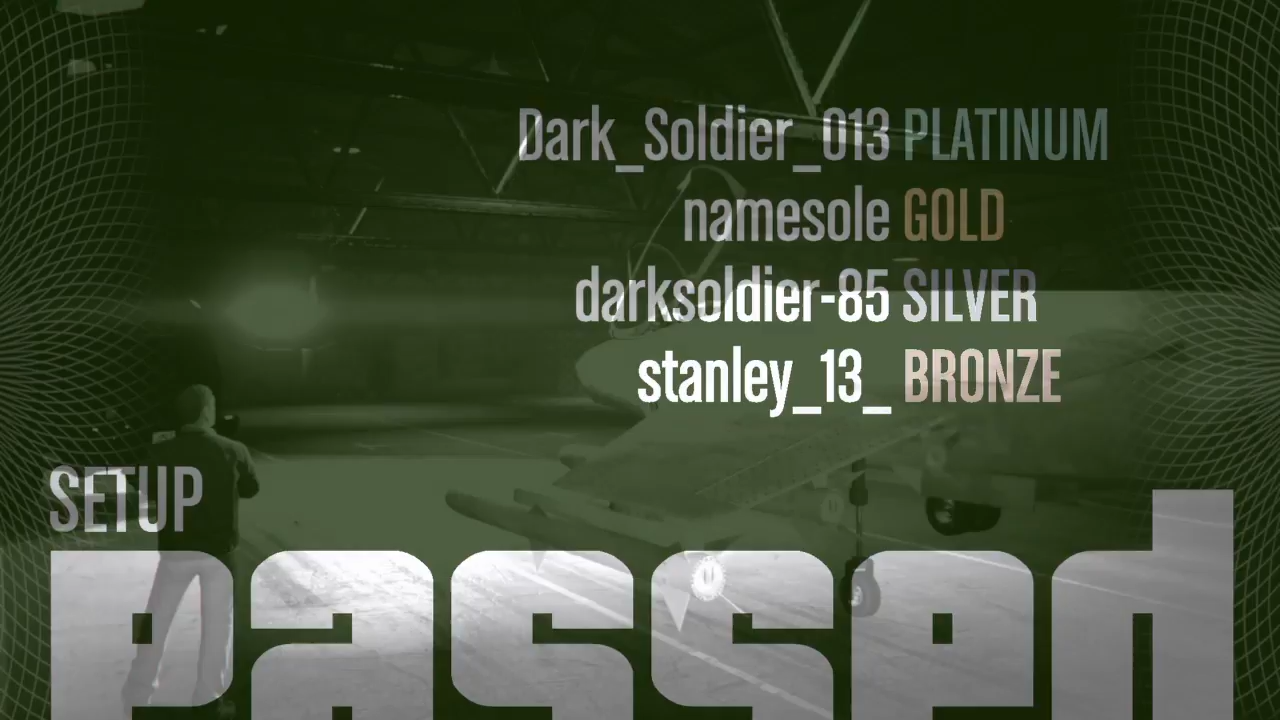 Dark_Soldier_013 PLATINUM
namesole GOLD
darksoldier-85 SILVER
stanley_13_ BRONZE
SETUP
Passed